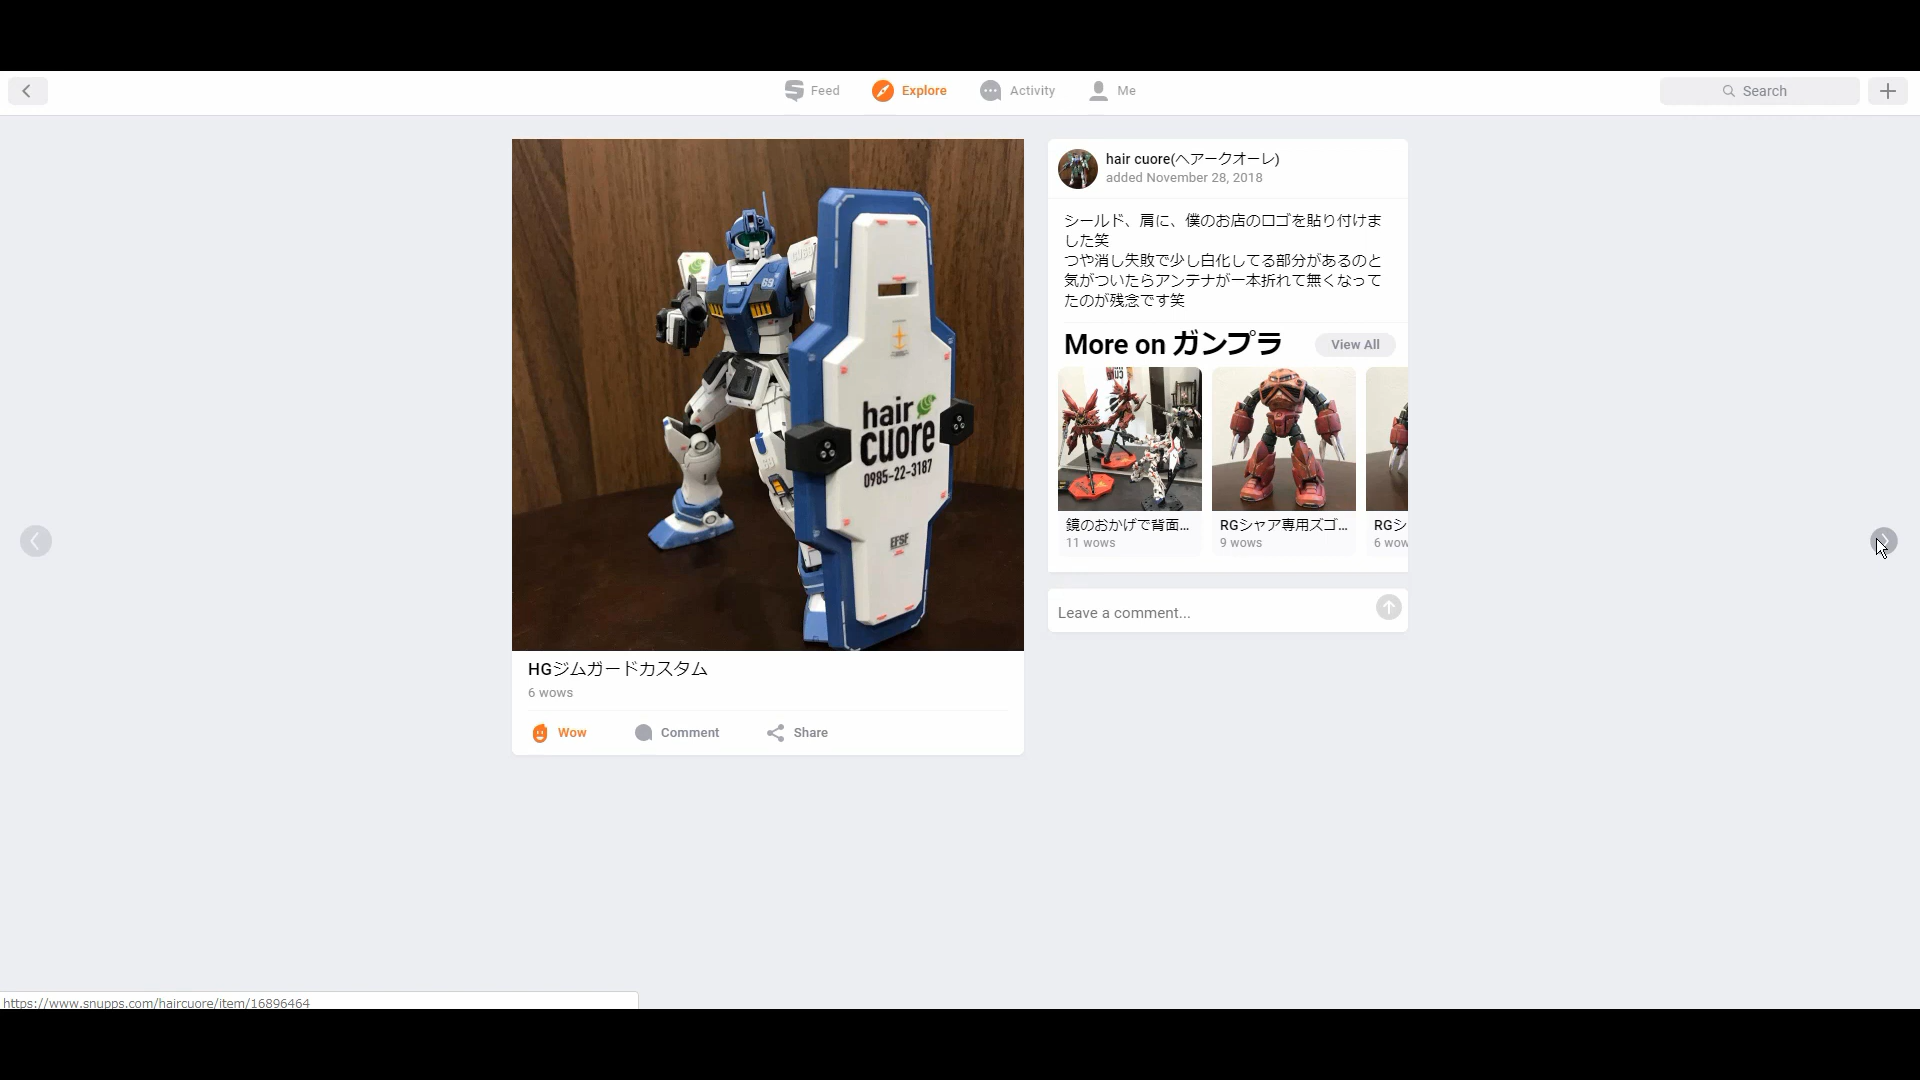 Feed
Explore
Activity
Me
Search
hair cuore(ヘアークオーレ)
added November 28, 2018
シールド、肩に、僕のお店のロゴを貼り付けま
した笑
つや消し失敗で少し白化してる部分があるのと
気がついたらアンテナが一本折れて無くなって
たのが残念です笑
More on ガンプラ
View All
69
hair
cuore
0985-22-3187
EFSF
鏡のおかげで背面...
11 wows
RGシャア専用ズゴ...
9 wows
RGシ
6 wow
Leave a comment...
HGジムガードカスタム
6 wows
Wow
Comment
Share
https://www.snupps.com/haircuore/item/16896464